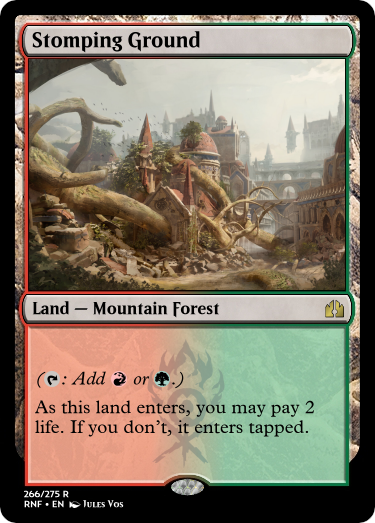 Stomping Ground
Land — Mountain Forest
(: Add or .)
As this land enters, you may pay 2
life. If you don't, it enters tapped.
266/275 R
RNF • EN Jules Vos